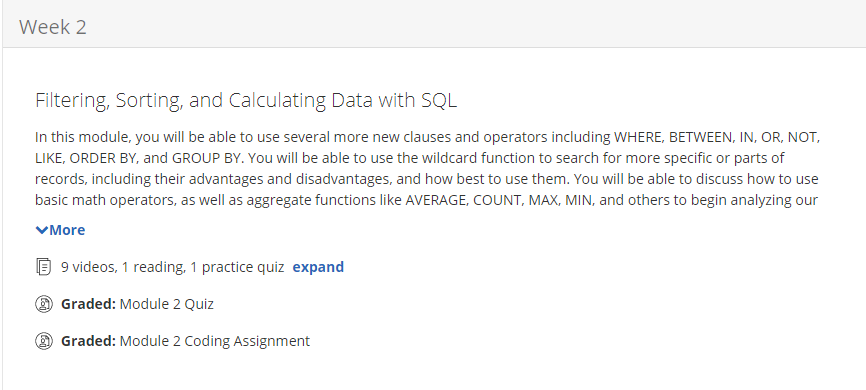 Week 2
Filtering, Sorting, and Calculating Data with SQL
In this module, you will be able to use several more new clauses and operators including WHERE, BETWEEN, IN, OR, NOT,
LIKE, ORDER BY, and GROUP BY. You will be able to use the wildcard function to search for more specific or parts of
records, including their advantages and disadvantages, and how best to use them. You will be able to discuss how to use
basic math operators, as well as aggregate functions like AVERAGE, COUNT, MAX, MIN, and others to begin analyzing our
More
9 videos, 1 reading, 1 practice quiz expand
Graded: Module 2 Quiz
Graded: Module 2 Coding Assignment